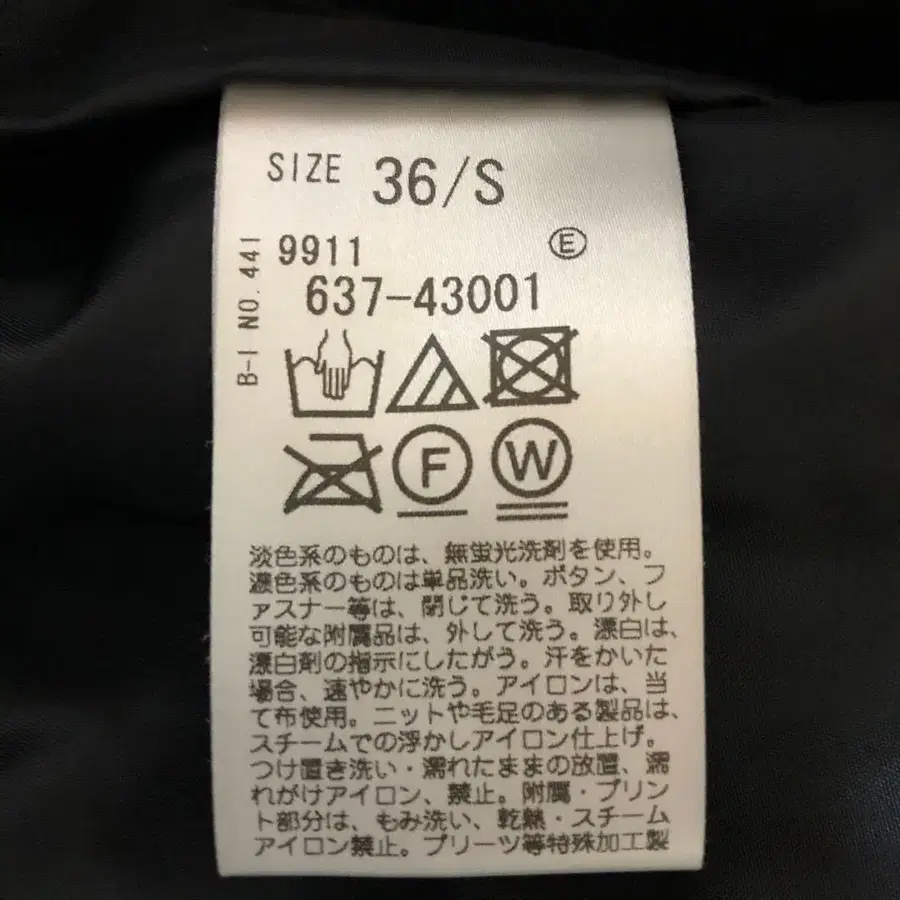 SIZE 36/S
B-I NO.441
9911 E
637-43001
F W
淡色系のものは、無蛍光洗剤を使用。
濃色系のものは単品洗い。ボタン、フ
ァスナー等は、閉じて洗う。取り外し
可能な附属品は、外して洗う。漂白は、
漂白剤の指示にしたがう。汗をかいた
場合、速やかに洗う。アイロンは、当
て布使用。ニットや毛足のある製品は、
スチームでの浮かしアイロン仕上げ。
つけ置き洗い・濡れたままの放置、濡
れがけアイロン、禁止。附属・プリン
ト部分は、もみ洗い、乾熱・スチーム
アイロン禁止。プリーツ等特殊加工製